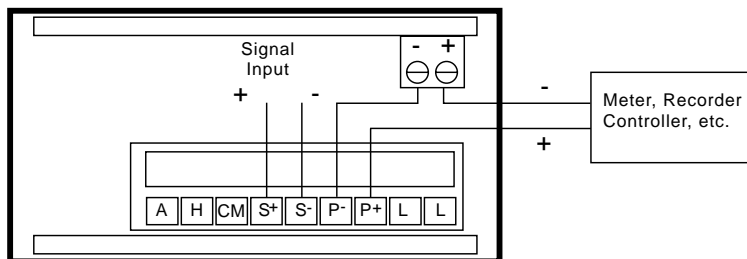 - +
Signal
Input
+ -
-
Meter, Recorder
Controller, etc.
+
A H CM S+ S- P- P+ L L